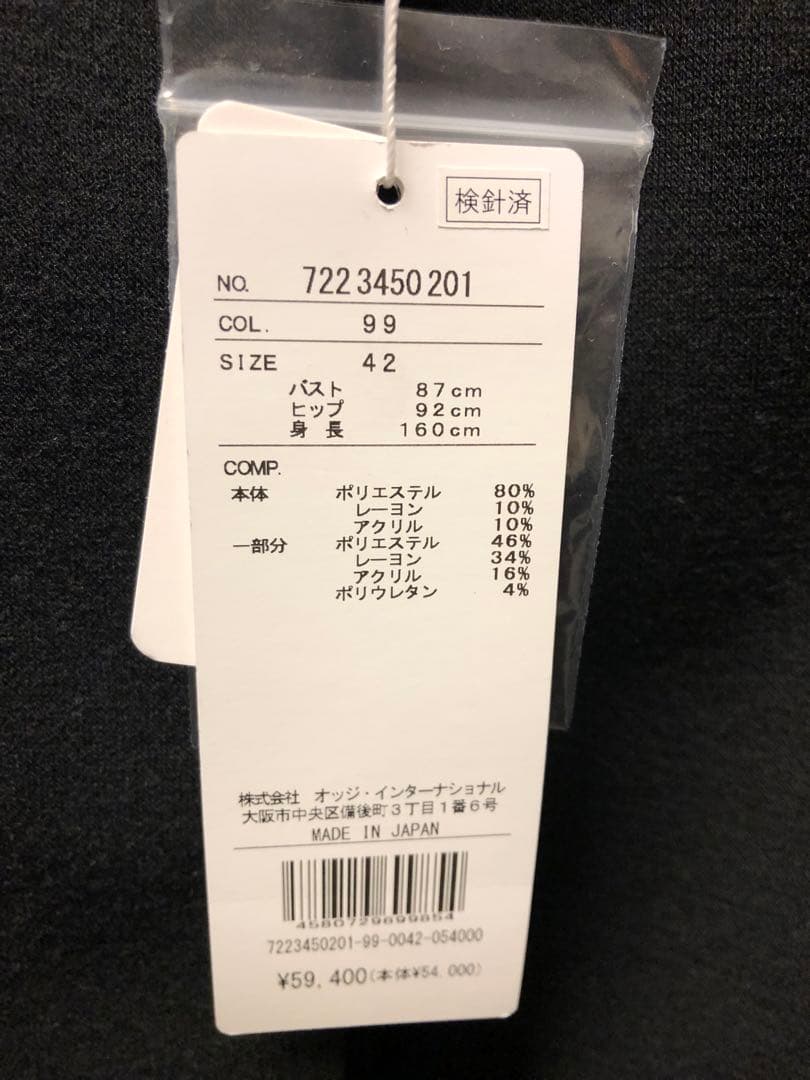 検針済
NO. 7223450201
COL. 99
SIZE 42
バスト 87cm
ヒップ 92cm
身長 160cm
COMP.
本体 ポリエステル 80%
レーヨン 10%
アクリル 10%
一部分 ポリエステル 46%
レーヨン 34%
アクリル 16%
ポリウレタン 4%
株式会社 オッジ・インターナショナル
大阪市中央区備後町3丁目1番6号
MADE IN JAPAN
4580729699854
7223450201-99-0042-054000
¥59,400(本体¥54,000)